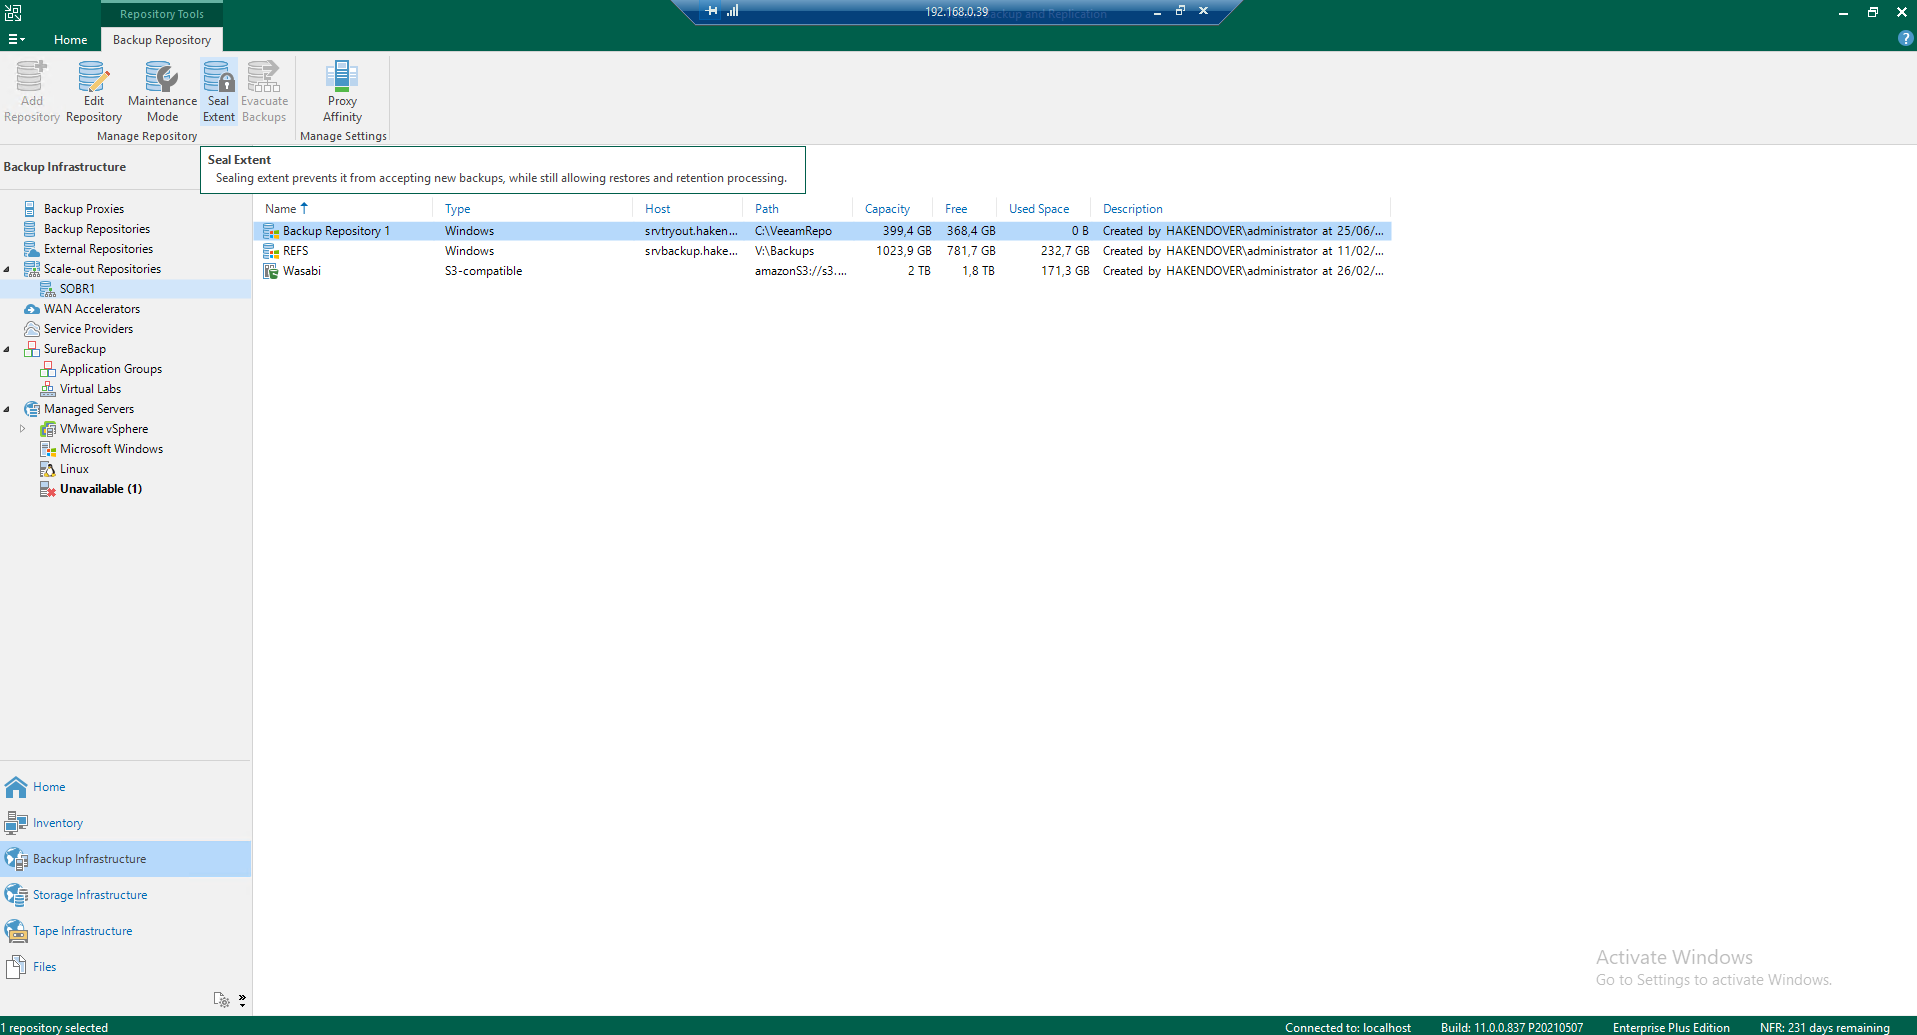 Repository Tools
192.168.0.39
Backup and Replication
Home
Backup Repository
Add
Repository
Edit
Repository
Maintenance
Mode
Seal
Extent
Evacuate
Backups
Proxy
Affinity
Manage Repository
Manage Settings
Backup Infrastructure
Seal Extent
Sealing extent prevents it from accepting new backups, while still allowing restores and retention processing.
Backup Proxies
Backup Repositories
External Repositories
Scale-out Repositories
SOBR1
WAN Accelerators
Service Providers
SureBackup
Application Groups
Virtual Labs
Managed Servers
VMware vSphere
Microsoft Windows
Linux
Unavailable (1)
Name Type Host Path Capacity Free Used Space Description
Backup Repository 1 Windows srvtryout.haken... C:\VeeamRepo 399,4 GB 368,4 GB 0 B Created by HAKENDOVER\administrator at 25/06/...
REFS Windows srvbackup.hake... V:\Backups 1023,9 GB 781,7 GB 232,7 GB Created by HAKENDOVER\administrator at 11/02/...
Wasabi S3-compatible amazonS3://s3.... 2 TB 1,8 TB 171,3 GB Created by HAKENDOVER\administrator at 26/02/...
Home
Inventory
Backup Infrastructure
Storage Infrastructure
Tape Infrastructure
Files
Activate Windows
Go to Settings to activate Windows.
1 repository selected
Connected to: localhost
Build: 11.0.0.837 P20210507
Enterprise Plus Edition
NFR: 231 days remaining